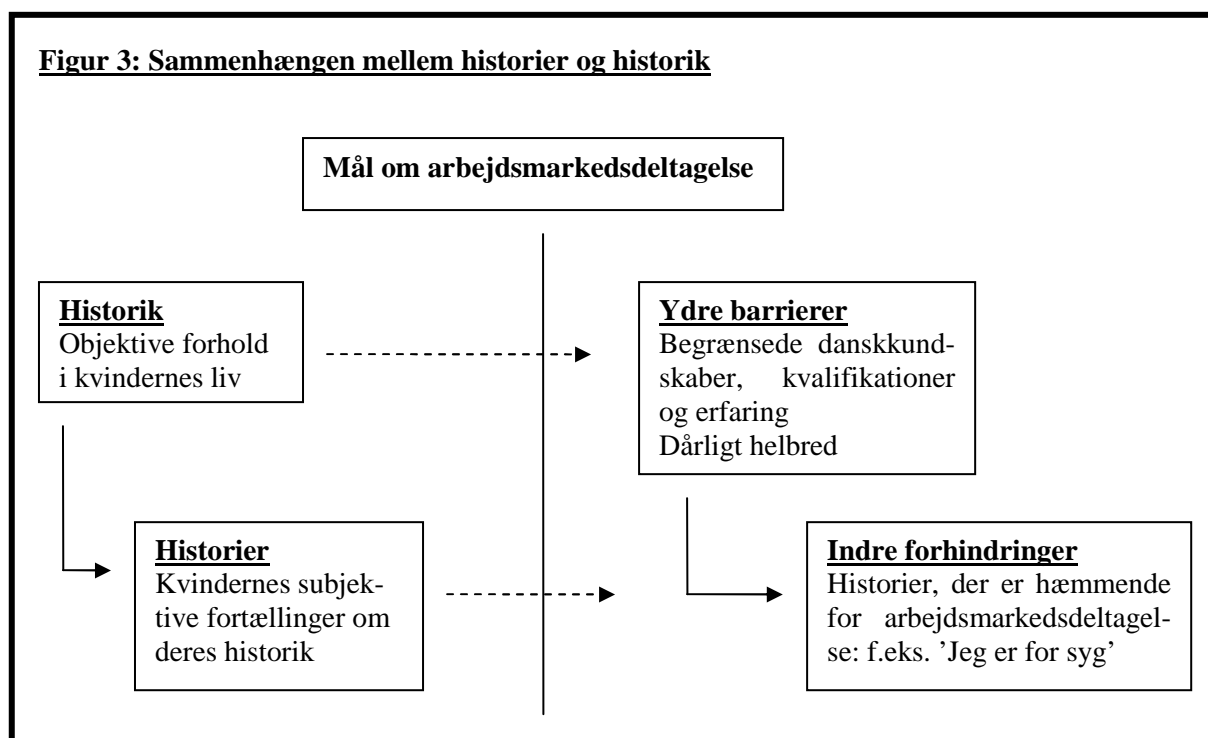 Figur 3: Sammenhængen mellem historier og historik
Mål om arbejdsmarkedsdeltagelse
Historik
Objektive forhold
i kvindernes liv
Ydre barrierer
Begrænsede danskkund-
skaber, kvalifikationer
og erfaring
Dårligt helbred
Historier
Kvindernes subjek-
tive fortællinger om
deres historik
Indre forhindringer
Historier, der er hæmmende
for arbejdsmarkedsdeltagel-
se: f.eks. ’Jeg er for syg’